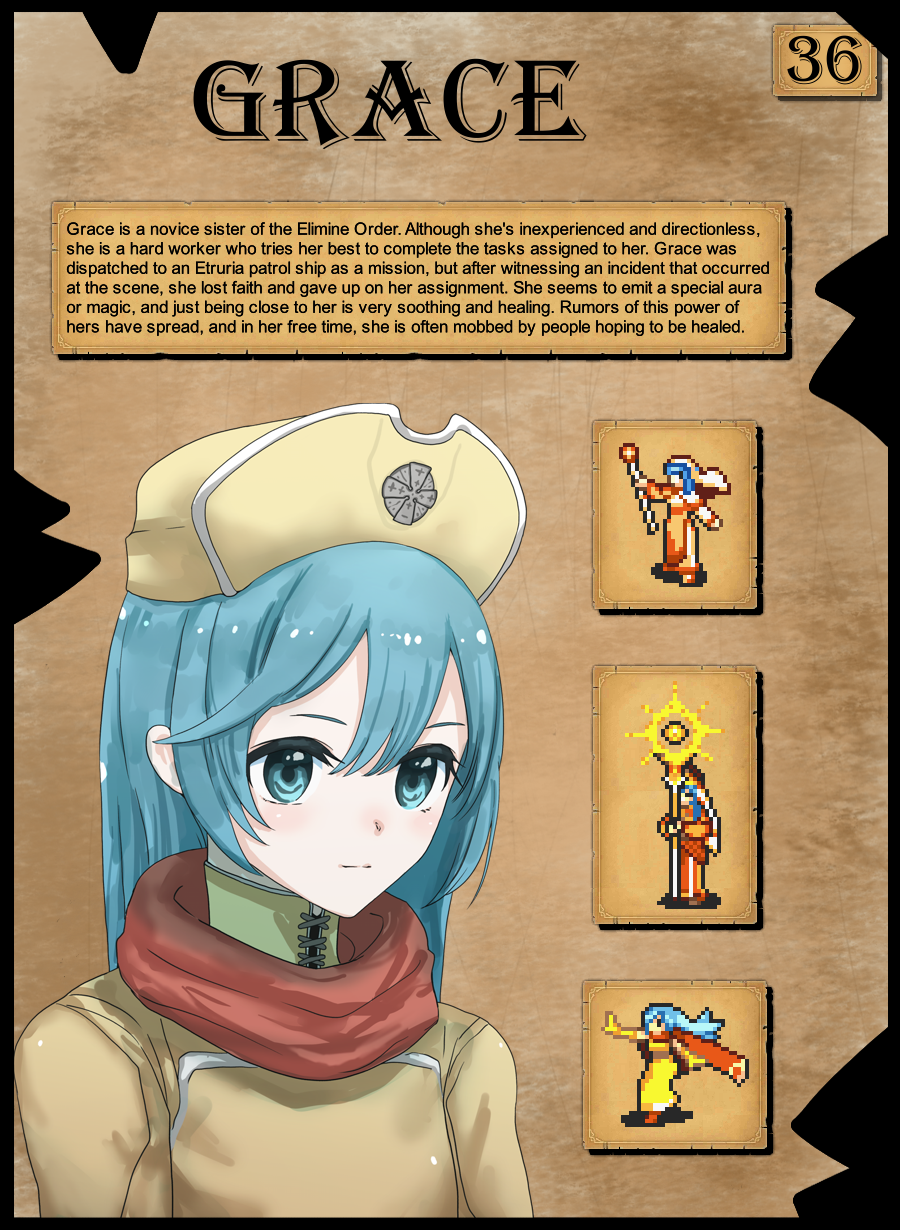 GRACE
36
Grace is a novice sister of the Elimine Order. Although she's inexperienced and directionless,
she is a hard worker who tries her best to complete the tasks assigned to her. Grace was
dispatched to an Etruria patrol ship as a mission, but after witnessing an incident that occurred
at the scene, she lost faith and gave up on her assignment. She seems to emit a special aura
or magic, and just being close to her is very soothing and healing. Rumors of this power of
hers have spread, and in her free time, she is often mobbed by people hoping to be healed.